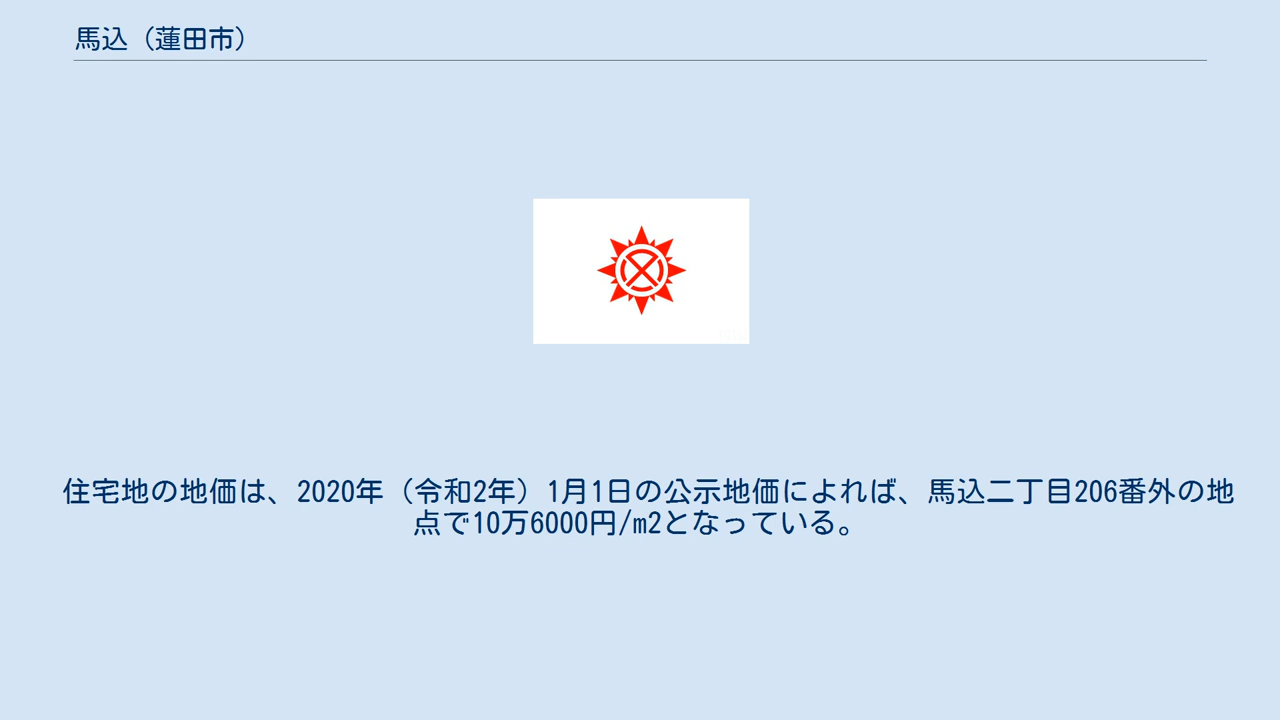 馬込（蓮田市）
住宅地の地価は、2020年（令和2年）1月1日の公示地価によれば、馬込二丁目206番外の地
点で10万6000円/m2となっている。